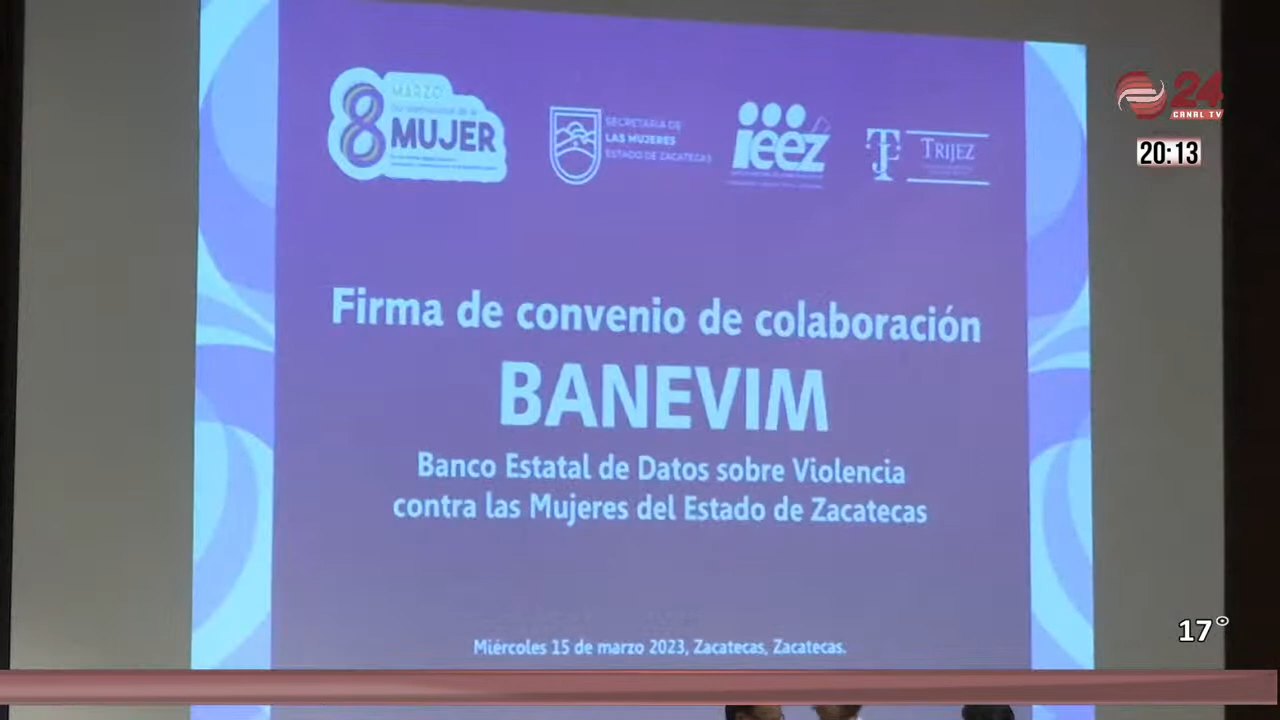 MARZO
8
MUJER
SECRETARÍA DE
LAS MUJERES
ESTADO DE ZACATECAS
ieez
TJE
TRIJEZ
24
CANAL TV
20:13
Firma de convenio de colaboración
BANEVIM
Banco Estatal de Datos sobre Violencia
contra las Mujeres del Estado de Zacatecas
Miércoles 15 de marzo 2023, Zacatecas, Zacatecas.
17°